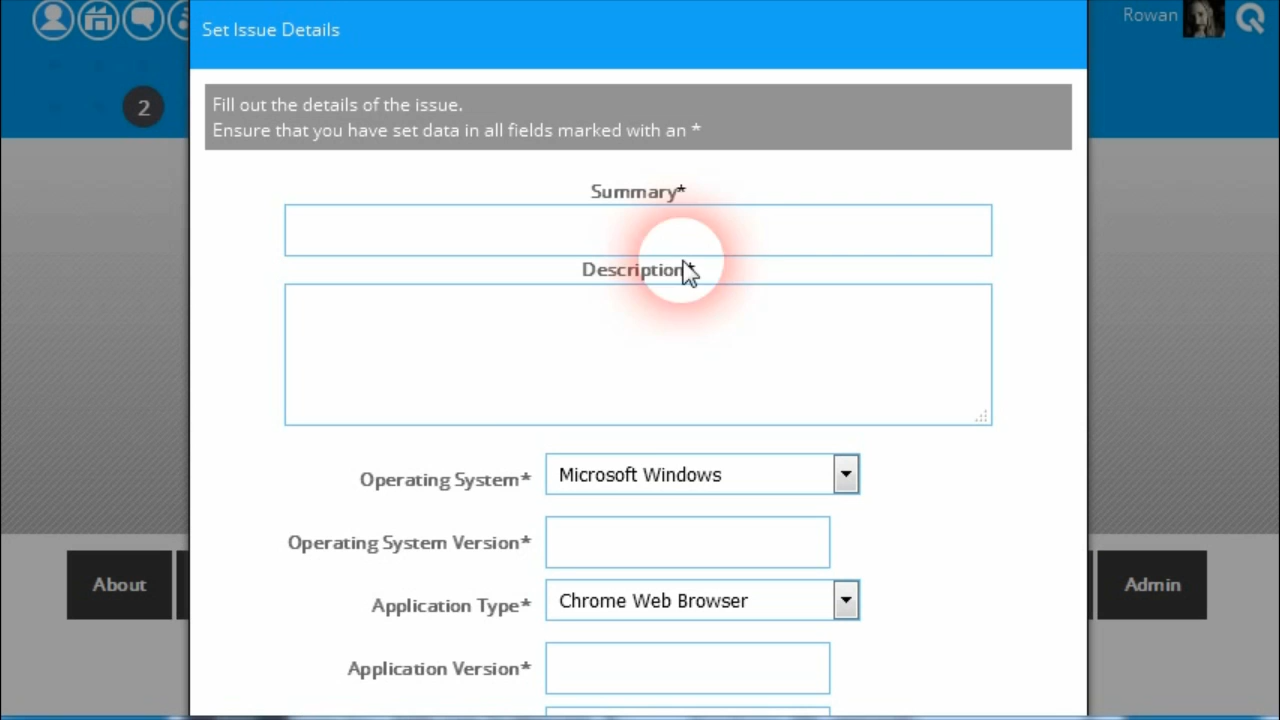 Set Issue Details
Rowan
2
Fill out the details of the issue.
Ensure that you have set data in all fields marked with an *
Summary*
Description*
Operating System*
Microsoft Windows
Operating System Version*
Application Type*
Chrome Web Browser
Application Version*
About
Admin